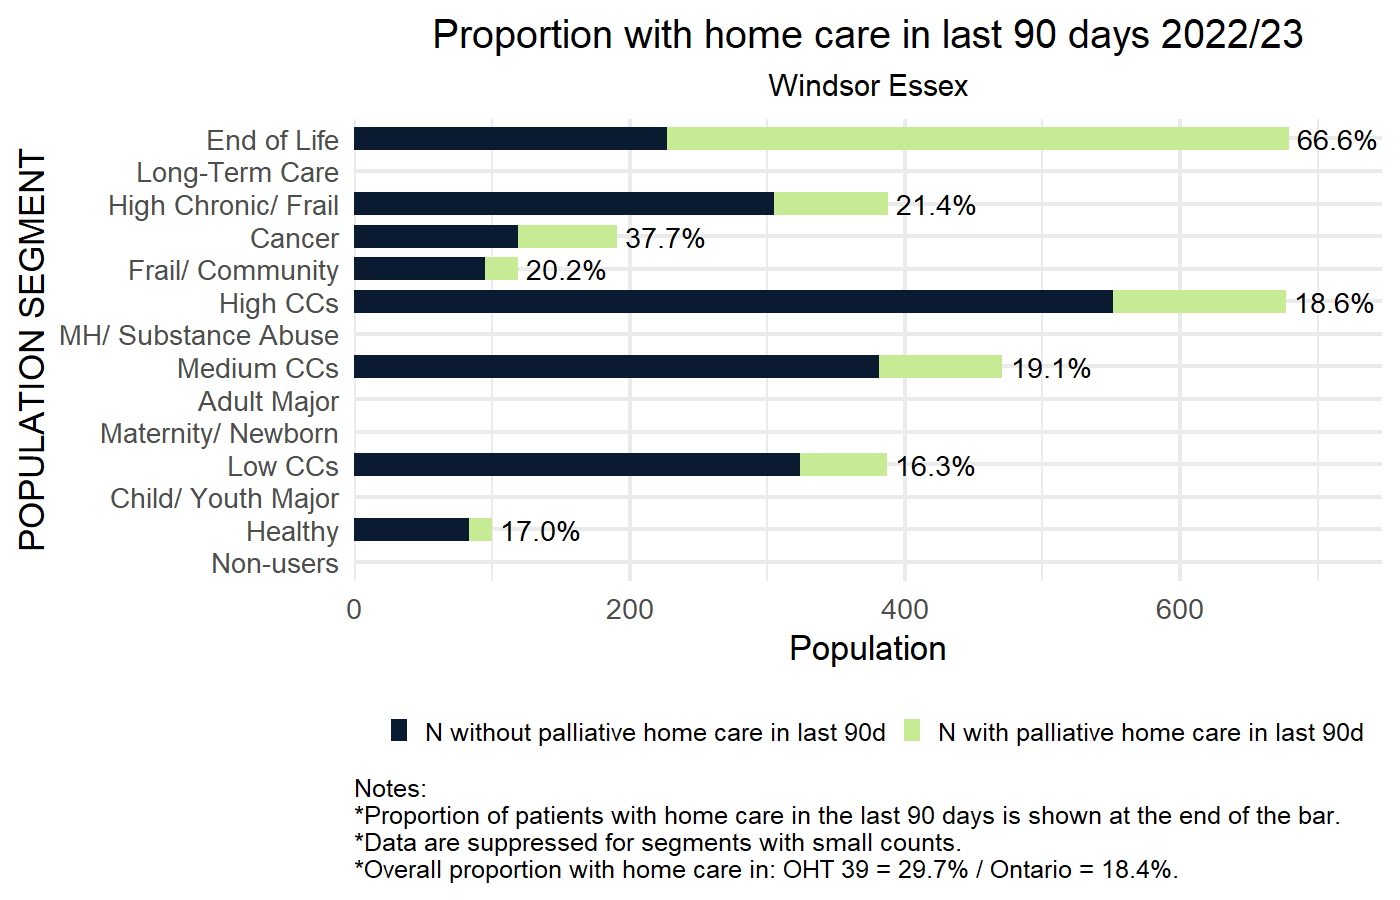 Proportion with home care in last 90 days 2022/23
Windsor Essex
POPULATION SEGMENT
End of Life 66.6%
Long-Term Care
High Chronic/ Frail 21.4%
Cancer 37.7%
Frail/ Community 20.2%
High CCs 18.6%
MH/ Substance Abuse
Medium CCs 19.1%
Adult Major
Maternity/ Newborn
Low CCs 16.3%
Child/ Youth Major
Healthy 17.0%
Non-users
0 200 400 600
Population
N without palliative home care in last 90d N with palliative home care in last 90d
Notes:
*Proportion of patients with home care in the last 90 days is shown at the end of the bar.
*Data are suppressed for segments with small counts.
*Overall proportion with home care in: OHT 39 = 29.7% / Ontario = 18.4%.